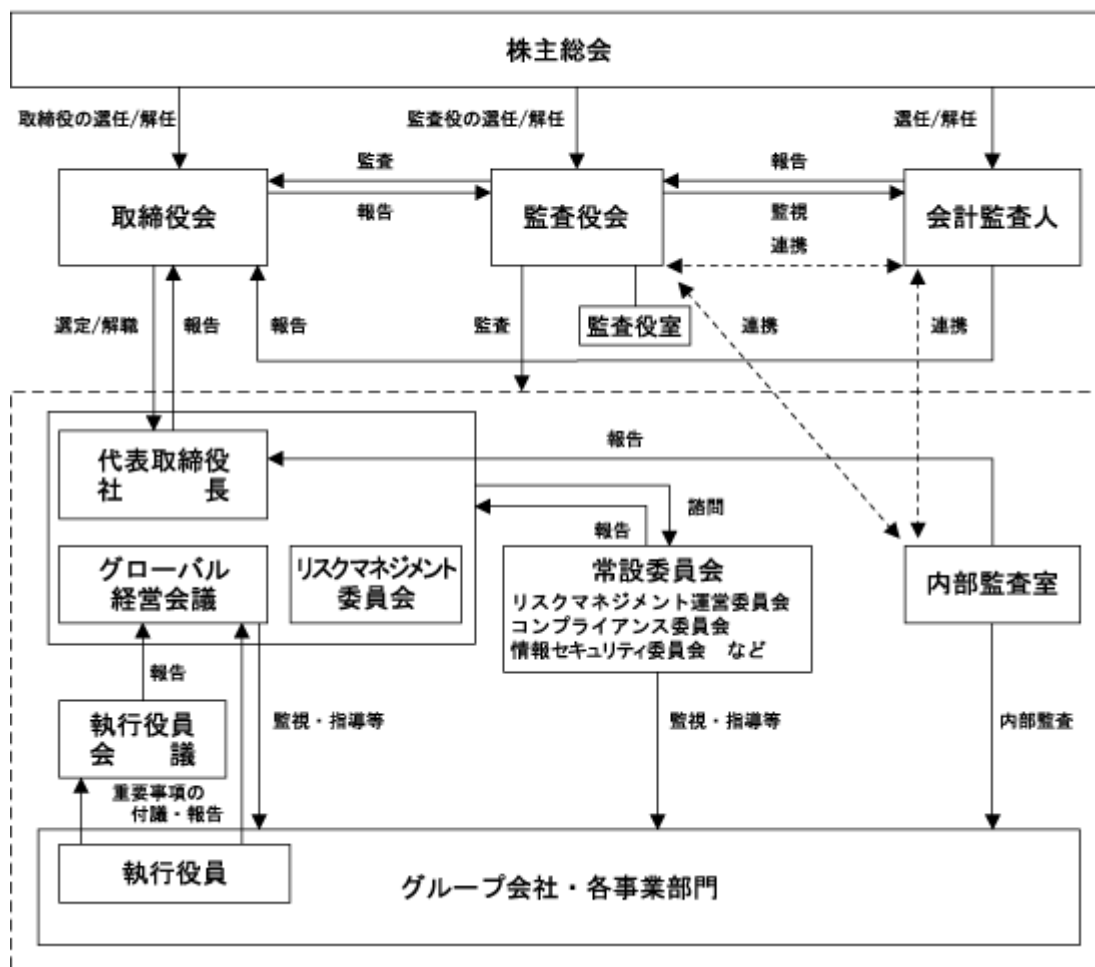 株主総会
取締役の選任/解任
監査役の選任/解任
選任/解任
監査
報告
取締役会
報告
監査役会
監視
会計監査人
連携
選定/解職
報告
報告
監査
監査役室
連携
連携
代表取締役
社　　　長
報告
諮問
報告
グローバル
経営会議
リスクマネジメント
委員会
常設委員会
リスクマネジメント運営委員会
コンプライアンス委員会
情報セキュリティ委員会　など
内部監査室
報告
執行役員
会　　議
監視・指導等
監視・指導等
内部監査
重要事項の
付議・報告
執行役員
グループ会社・各事業部門